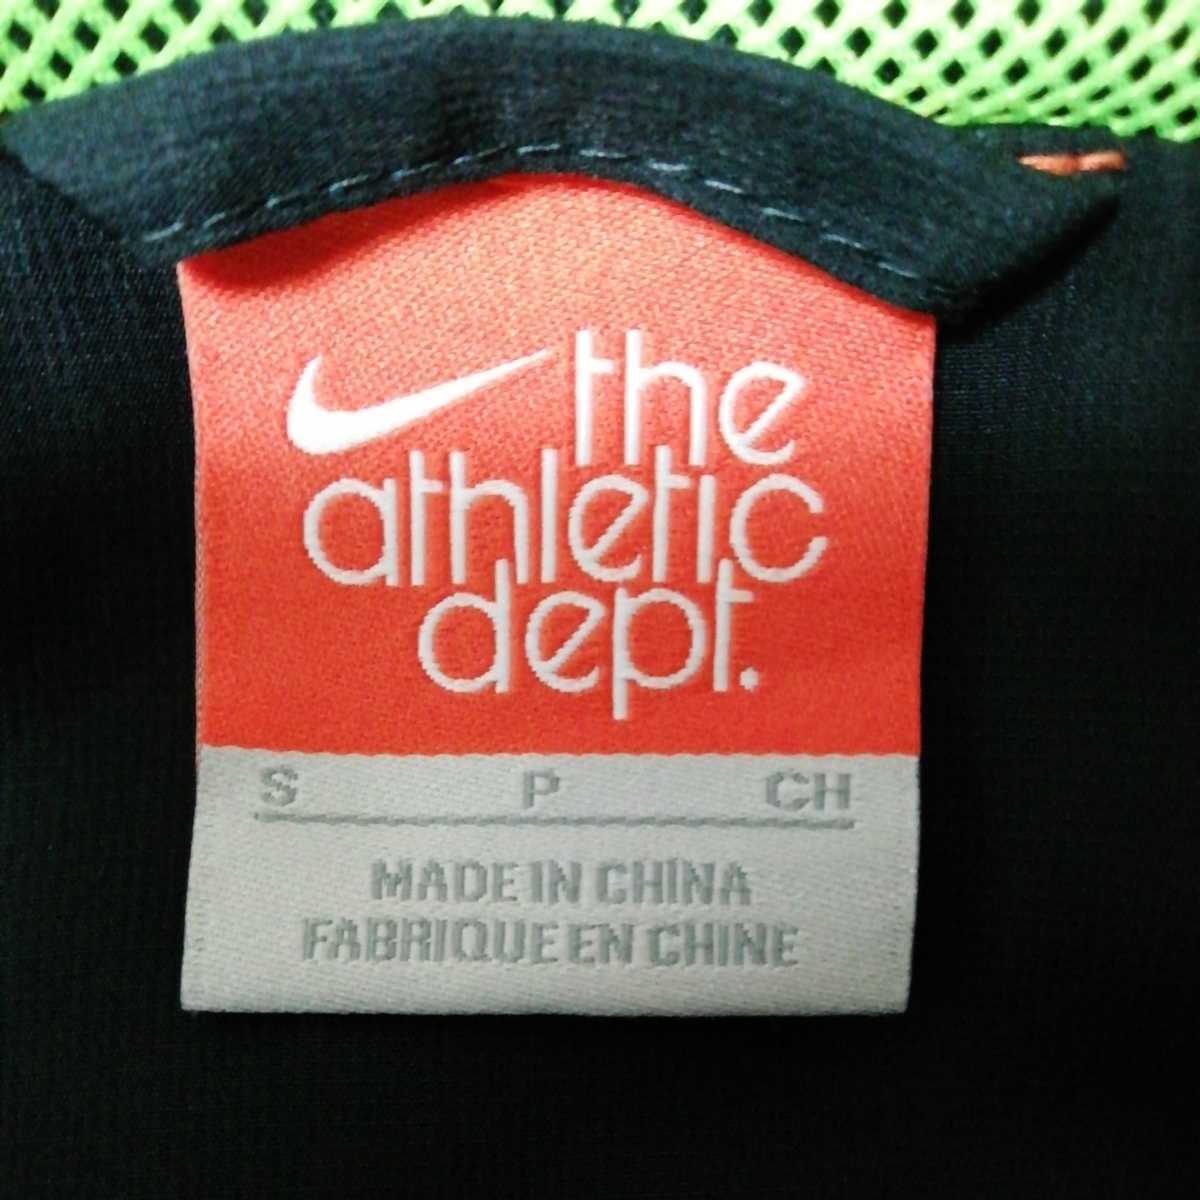 the
athletic
dept.
S P CH
MADE IN CHINA
FABRIQUE EN CHINE